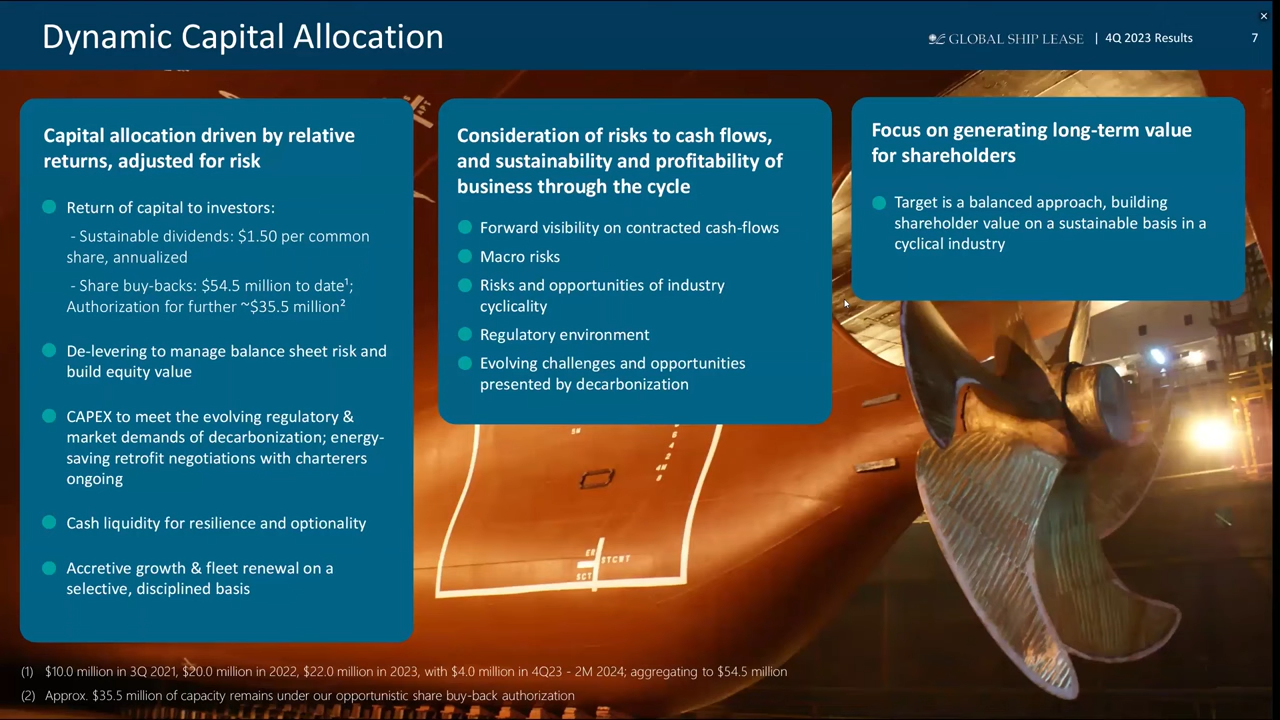 Dynamic Capital Allocation
GLOBAL SHIP LEASE | 4Q 2023 Results 7
Capital allocation driven by relative
returns, adjusted for risk
Return of capital to investors:
- Sustainable dividends: $1.50 per common
share, annualized
- Share buy-backs: $54.5 million to date¹;
Authorization for further ~$35.5 million²
De-levering to manage balance sheet risk and
build equity value
CAPEX to meet the evolving regulatory &
market demands of decarbonization; energy-
saving retrofit negotiations with charterers
ongoing
Cash liquidity for resilience and optionality
Accretive growth & fleet renewal on a
selective, disciplined basis
Consideration of risks to cash flows,
and sustainability and profitability of
business through the cycle
Forward visibility on contracted cash-flows
Macro risks
Risks and opportunities of industry
cyclicality
Regulatory environment
Evolving challenges and opportunities
presented by decarbonization
Focus on generating long-term value
for shareholders
Target is a balanced approach, building
shareholder value on a sustainable basis in a
cyclical industry
(1) $10.0 million in 3Q 2021, $20.0 million in 2022, $22.0 million in 2023, with $4.0 million in 4Q23 - 2M 2024; aggregating to $54.5 million
(2) Approx. $35.5 million of capacity remains under our opportunistic share buy-back authorization